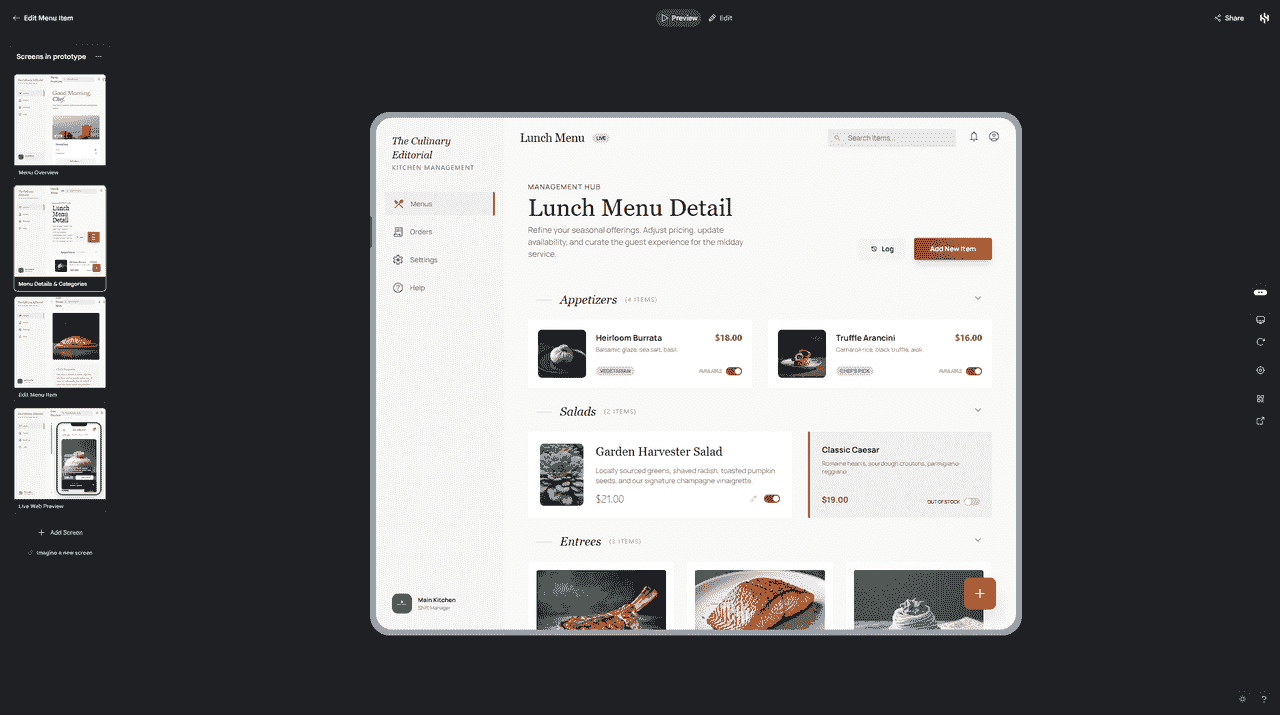 Edit Menu Item
Preview
Edit
Share
Screens in prototype
Menu Overview
Menu Details & Categories
Edit Menu Item
Live Web Preview
Add Screen
Imagine a new screen
The Culinary
Editorial
KITCHEN MANAGEMENT
Menus
Orders
Settings
Help
Main Kitchen
Lunch Menu
LIVE
Search items...
MANAGEMENT HUB
Lunch Menu Detail
Refine your seasonal offerings. Adjust pricing, update
availability, and curate the guest experience for the midday
service.
Log
Add New Item
Appetizers (4 ITEMS)
Heirloom Burrata $18.00
Balsamic glaze, sea salt, basil.
VEGETARIAN
AVAILABLE
Truffle Arancini $16.00
Carnaroli rice, black truffle, aioli.
CHEF'S PICK
AVAILABLE
Salads (2 ITEMS)
Garden Harvester Salad
Locally sourced greens, shaved radish, toasted pumpkin
seeds, and our signature champagne vinaigrette.
$21.00
Classic Caesar
Romaine hearts, sourdough croutons, parmigiano-
reggiano.
$19.00
OUT OF STOCK
Entrees (3 ITEMS)